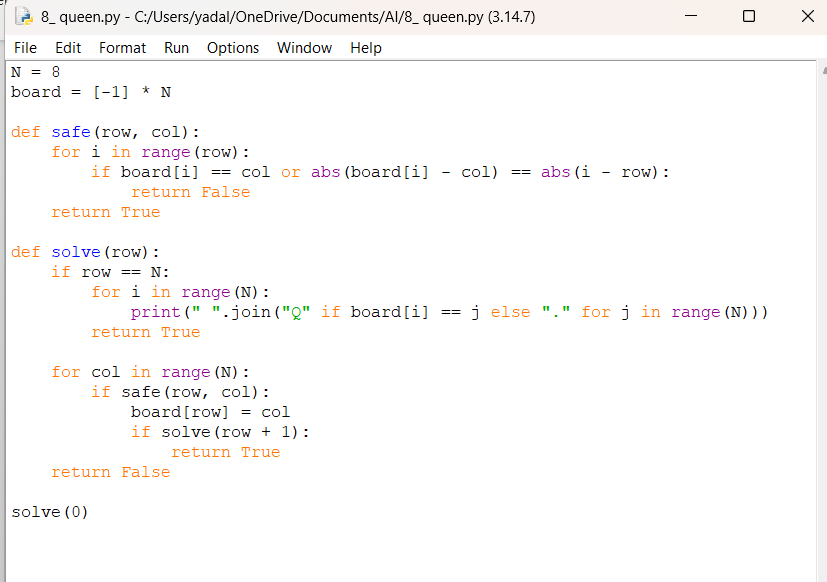 8_ queen.py - C:/Users/yadal/OneDrive/Documents/AI/8_ queen.py (3.14.7)
File Edit Format Run Options Window Help
N = 8
board = [-1] * N

def safe(row, col):
    for i in range(row):
        if board[i] == col or abs(board[i] - col) == abs(i - row):
            return False
    return True

def solve(row):
    if row == N:
        for i in range(N):
            print(" ".join("Q" if board[i] == j else "." for j in range(N)))
        return True

    for col in range(N):
        if safe(row, col):
            board[row] = col
            if solve(row + 1):
                return True
    return False

solve(0)